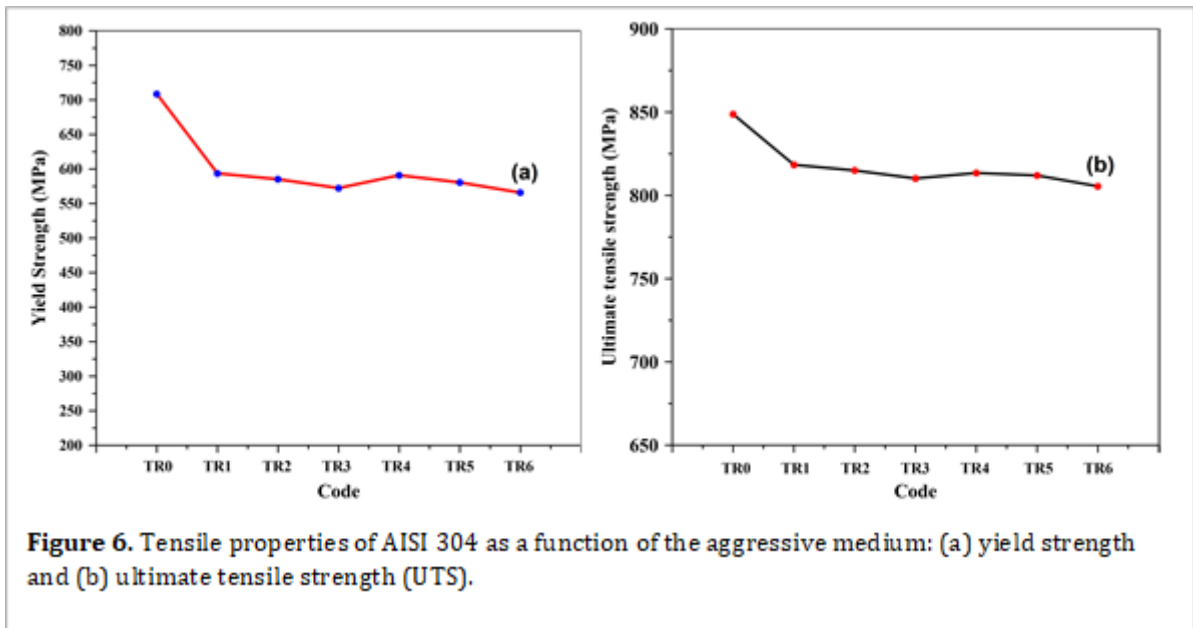 800
750
700
650
600
550
500
450
400
350
300
250
200
Yield Strength (MPa)
(a)
TR0 TR1 TR2 TR3 TR4 TR5 TR6
Code
900
850
800
750
700
650
Ultimate tensile strength (MPa)
(b)
TR0 TR1 TR2 TR3 TR4 TR5 TR6
Code
Figure 6. Tensile properties of AISI 304 as a function of the aggressive medium: (a) yield strength
and (b) ultimate tensile strength (UTS).